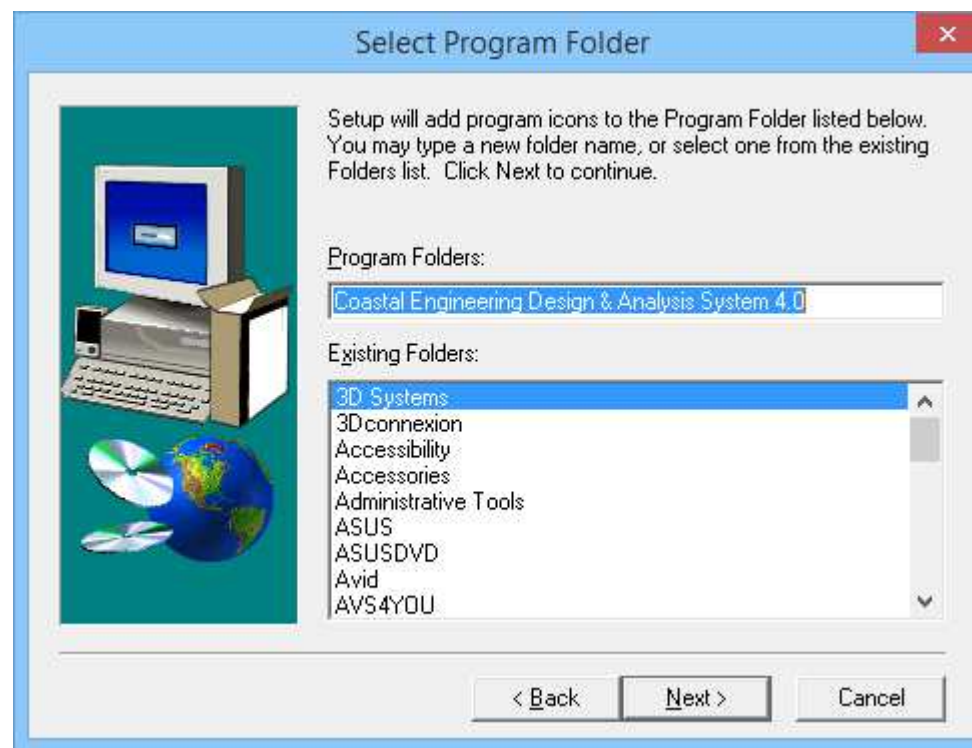 Select Program Folder
Setup will add program icons to the Program Folder listed below.
You may type a new folder name, or select one from the existing
Folders list. Click Next to continue.
Program Folders:
Coastal Engineering Design & Analysis System 4.0
Existing Folders:
3D Systems
3Dconnexion
Accessibility
Accessories
Administrative Tools
ASUS
ASUSDVD
Avid
AVS4YOU
< Back
Next >
Cancel